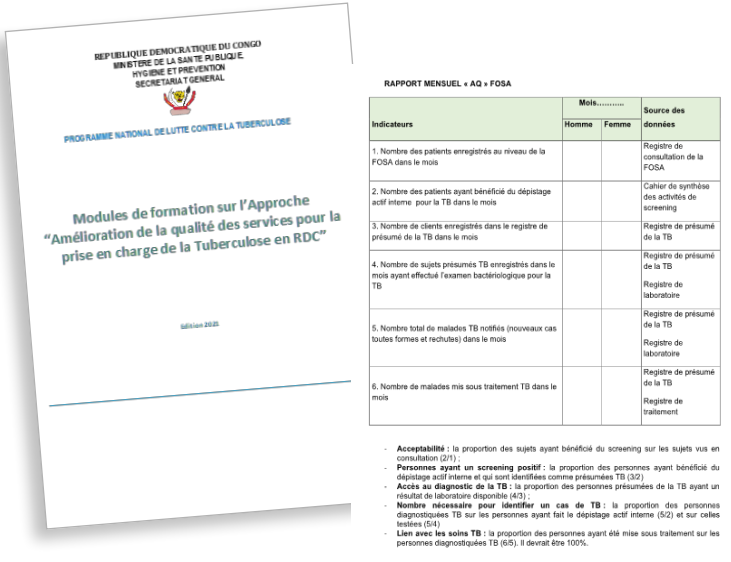 REPUBLIQUE DEMOCRATIQUE DU CONGO
MINISTERE DE LA SANTE PUBLIQUE,
HYGIENE ET PREVENTION
SECRETARIAT GENERAL
PROGRAMME NATIONAL DE LUTTE CONTRE LA TUBERCULOSE
Modules de formation sur l'Approche
"Amélioration de la qualité des services pour la
prise en charge de la Tuberculose en RDC"
Edition 2021
RAPPORT MENSUEL « AQ » FOSA
Indicateurs
Mois...........
Homme
Femme
Source des
données
1. Nombre des patients enregistrés au niveau de la
FOSA dans le mois
Registre de
consultation de la
FOSA
2. Nombre des patients ayant bénéficié du dépistage
actif interne pour la TB dans le mois
Cahier de synthèse
des activités de
screening
3. Nombre de clients enregistrés dans le registre de
présumé de la TB dans le mois
Registre de présumé
de la TB
4. Nombre de sujets présumés TB enregistrés dans le
mois ayant effectué l'examen bactériologique pour la
TB
Registre de présumé
de la TB
Registre de
laboratoire
5. Nombre total de malades TB notifiés (nouveaux cas
toutes formes et rechutes) dans le mois
Registre de présumé
de la TB
Registre de
laboratoire
6. Nombre de malades mis sous traitement TB dans le
mois
Registre de présumé
de la TB
Registre de
traitement
- Acceptabilité : la proportion des sujets ayant bénéficié du screening sur les sujets vus en
consultation (2/1) ;
- Personnes ayant un screening positif : la proportion des personnes ayant bénéficié du
dépistage actif interne et qui sont identifiées comme présumées TB (3/2)
- Accès au diagnostic de la TB : la proportion des personnes présumées de la TB ayant un
résultat de laboratoire disponible (4/3) ;
- Nombre nécessaire pour identifier un cas de TB : la proportion des personnes
diagnostiquées TB sur les personnes ayant fait le dépistage actif interne (5/2) et sur celles
testées (5/4)
- Lien avec les soins TB : la proportion des personnes ayant été mise sous traitement sur les
personnes diagnostiquées TB (6/5). Il devrait être 100%.